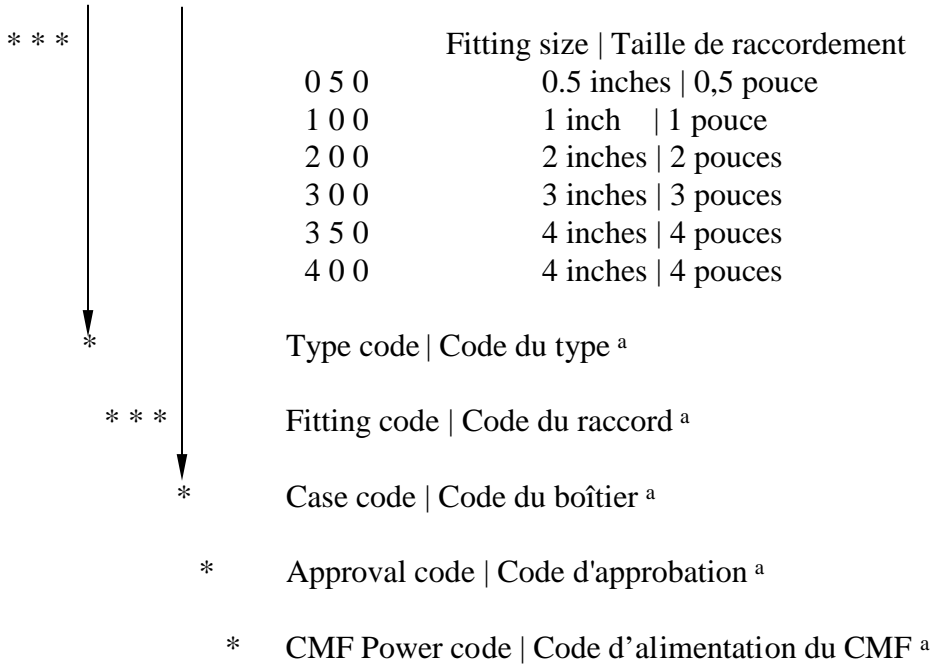 * * * Fitting size | Taille de raccordement
0 5 0 0.5 inches | 0,5 pouce
1 0 0 1 inch | 1 pouce
2 0 0 2 inches | 2 pouces
3 0 0 3 inches | 3 pouces
3 5 0 4 inches | 4 pouces
4 0 0 4 inches | 4 pouces
* Type code | Code du type ª
* * * Fitting code | Code du raccord ª
* Case code | Code du boîtier ª
* Approval code | Code d'approbation ª
* CMF Power code | Code d’alimentation du CMF ª